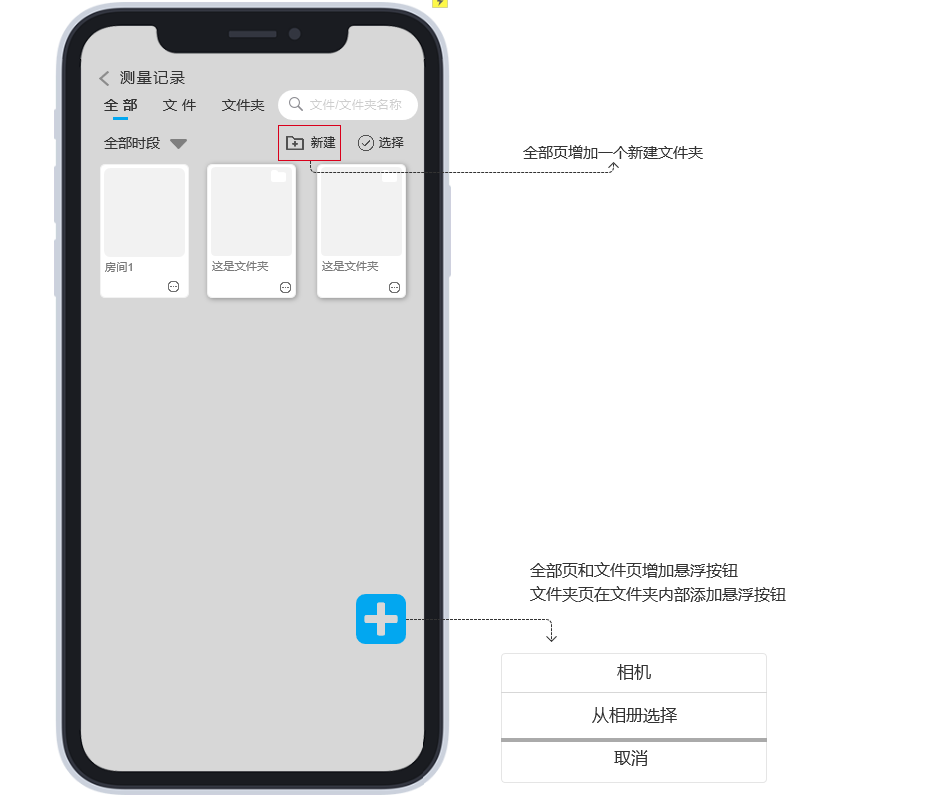 测量记录
全 部 文 件 文件夹 文件/文件夹名称
全部时段 新建 选择
全部页增加一个新建文件夹
房间1 这是文件夹 这是文件夹
全部页和文件页增加悬浮按钮
文件夹页在文件夹内部添加悬浮按钮
相机
从相册选择
取消